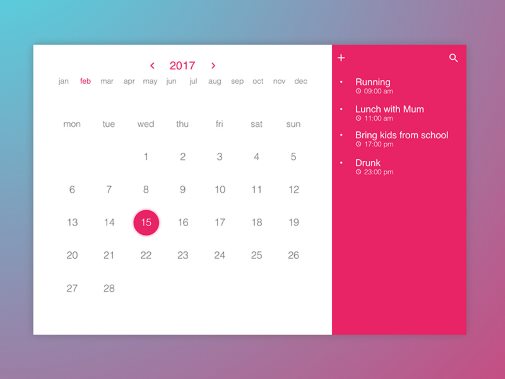 2017
jan feb mar apr may jun jul aug sep oct nov dec
mon tue wed thu fri sat sun
1 2 3 4 5
6 7 8 9 10 11 12
13 14 15 16 17 18 19
20 21 22 23 24 25 26
27 28
+
Running
09:00 am
Lunch with Mum
11:00 am
Bring kids from school
17:00 pm
Drunk
23:00 pm